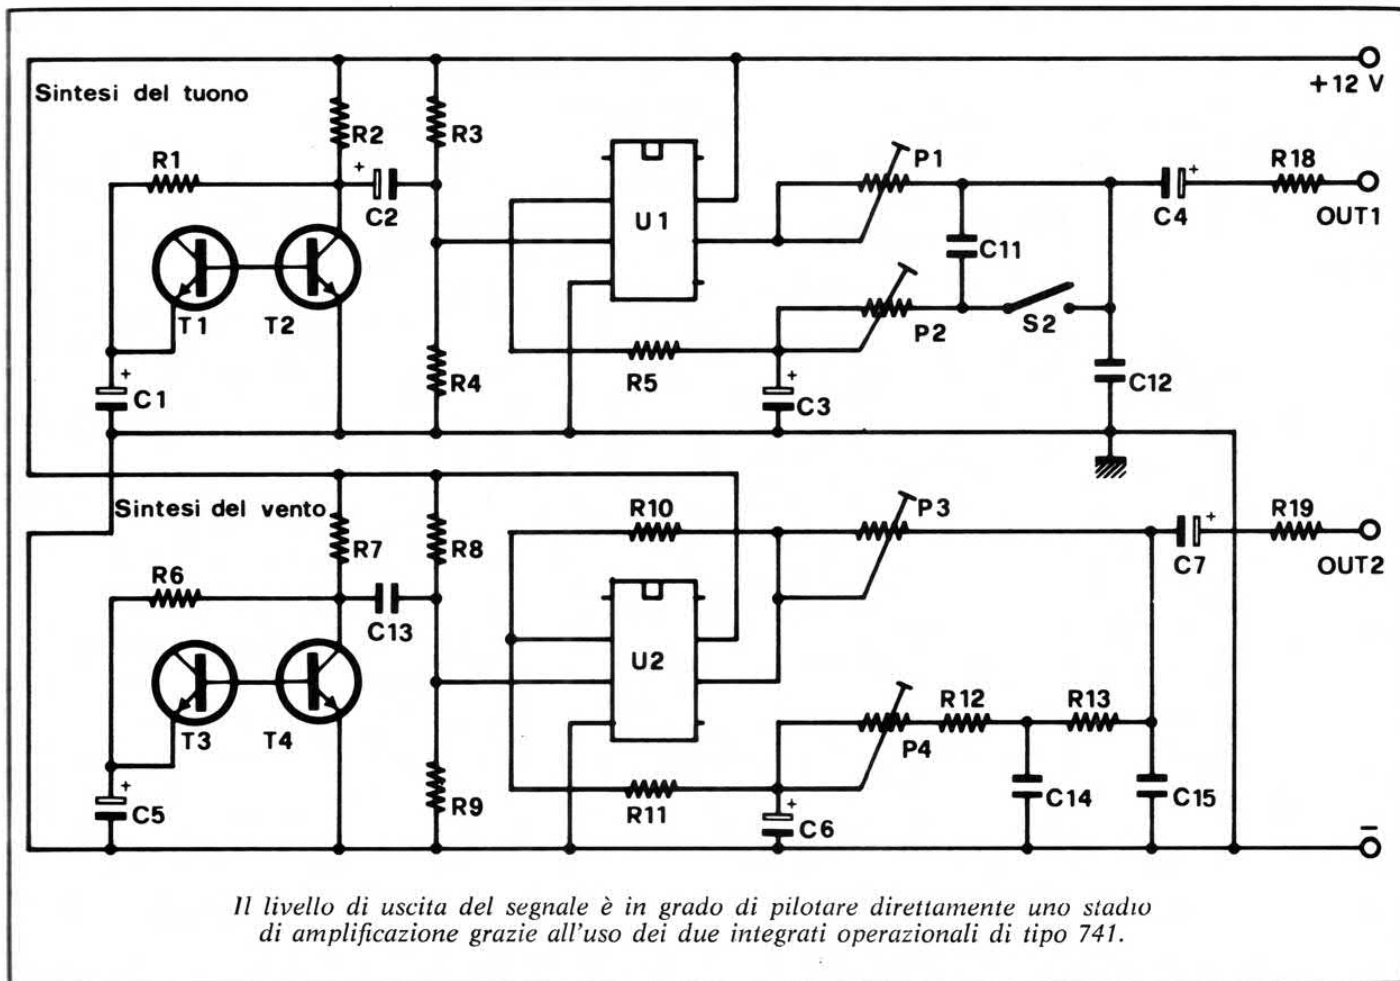 Sintesi del tuono
+12 V
R1
R2
+
C2
R3
U1
P1
C11
C4
+
R18
OUT1
T1
T2
P2
S2
+
C1
R4
R5
+
C3
C12
Sintesi del vento
R7
R8
R10
P3
+
C7
R19
OUT2
R6
C13
U2
T3
T4
P4
R12
R13
+
C5
R9
R11
+
C6
C14
C15
–
Il livello di uscita del segnale è in grado di pilotare direttamente uno stadio
di amplificazione grazie all'uso dei due integrati operazionali di tipo 741.